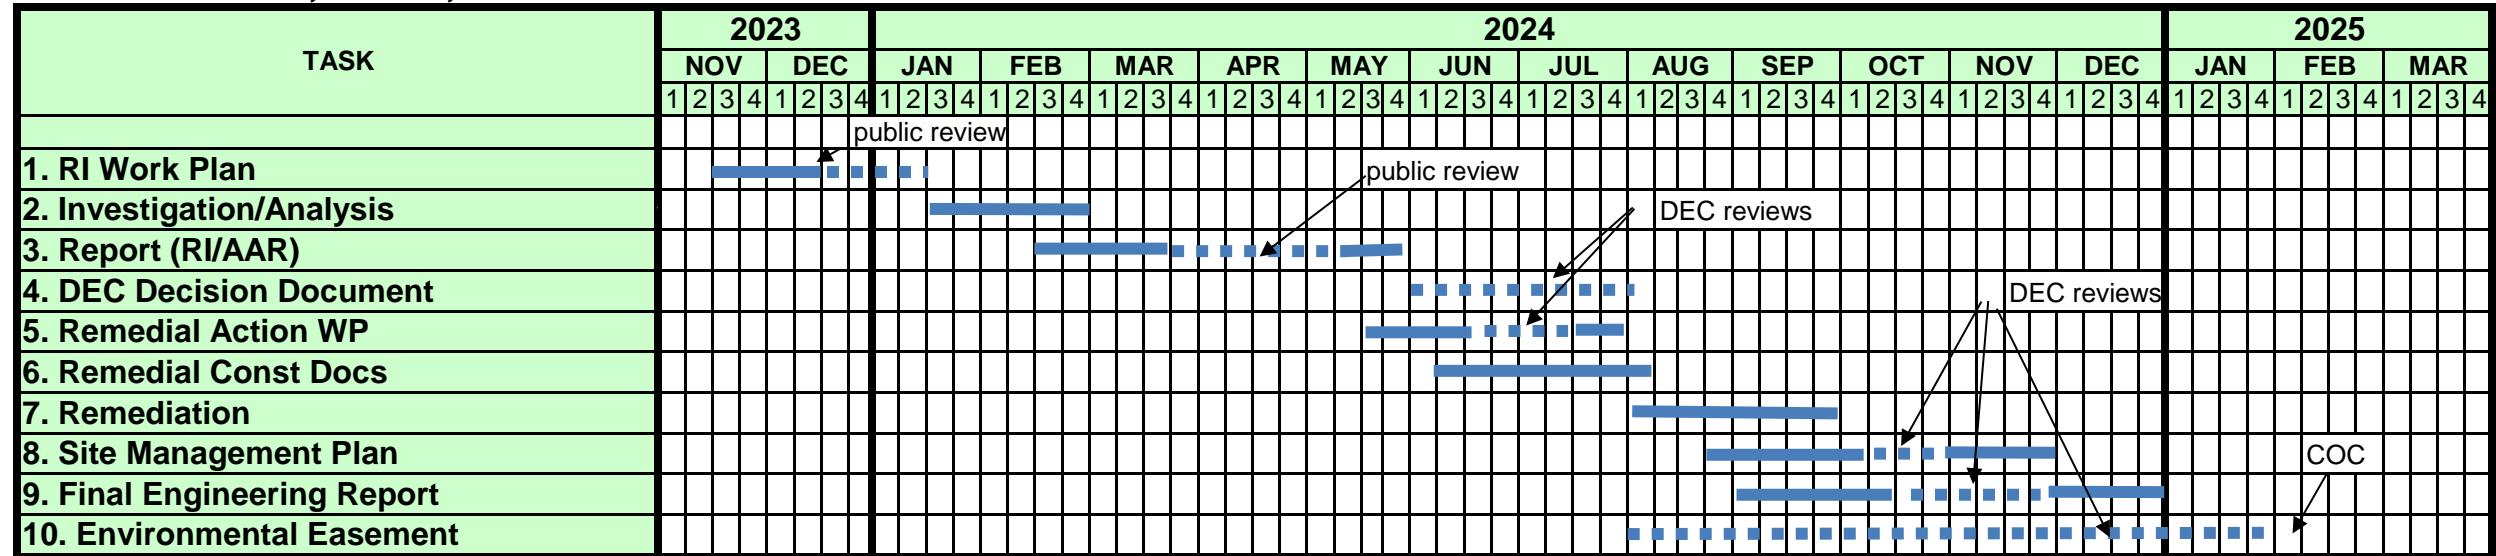 TASK 2023 2024 2025
NOV DEC JAN FEB MAR APR MAY JUN JUL AUG SEP OCT NOV DEC JAN FEB MAR
1 2 3 4 1 2 3 4 1 2 3 4 1 2 3 4 1 2 3 4 1 2 3 4 1 2 3 4 1 2 3 4 1 2 3 4 1 2 3 4 1 2 3 4 1 2 3 4 1 2 3 4 1 2 3 4 1 2 3 4 1 2 3 4 1 2 3 4
public review
1. RI Work Plan
public review
2. Investigation/Analysis
DEC reviews
3. Report (RI/AAR)
4. DEC Decision Document
DEC reviews
5. Remedial Action WP
6. Remedial Const Docs
7. Remediation
8. Site Management Plan
COC
9. Final Engineering Report
10. Environmental Easement